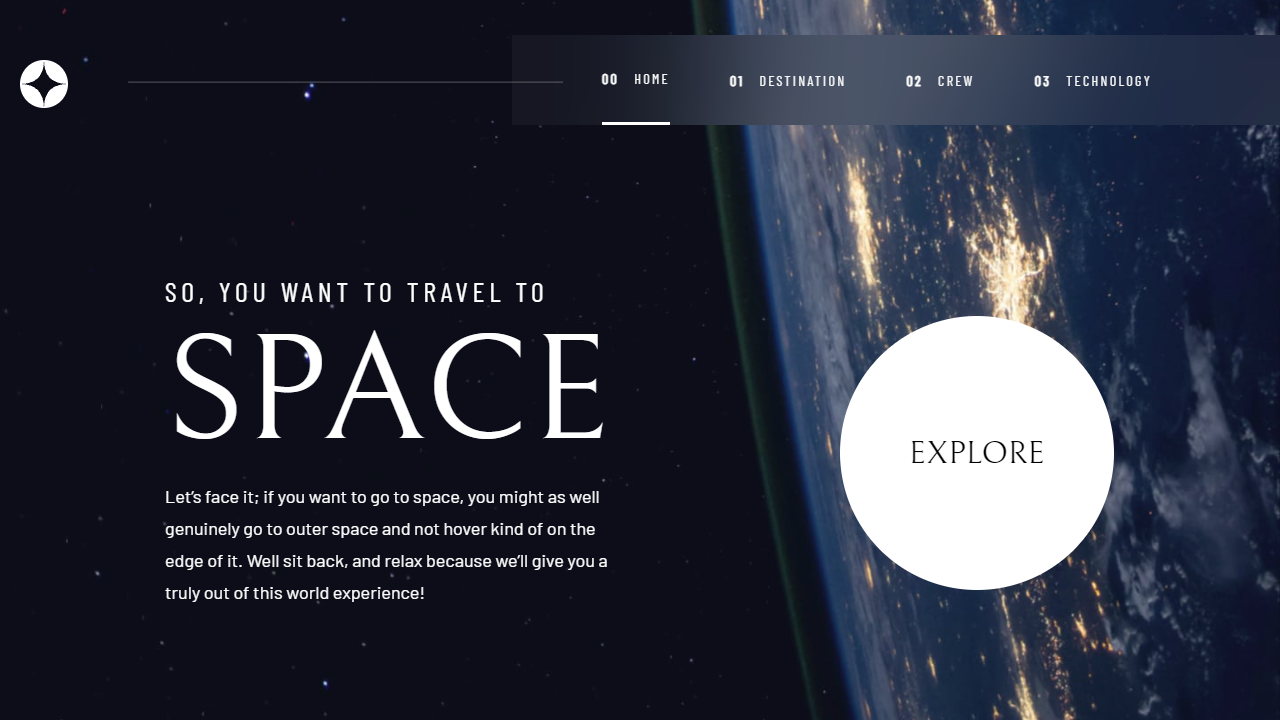 00 HOME 01 DESTINATION 02 CREW 03 TECHNOLOGY
SO, YOU WANT TO TRAVEL TO
SPACE
Let’s face it; if you want to go to space, you might as well
genuinely go to outer space and not hover kind of on the
edge of it. Well sit back, and relax because we’ll give you a
truly out of this world experience!
EXPLORE